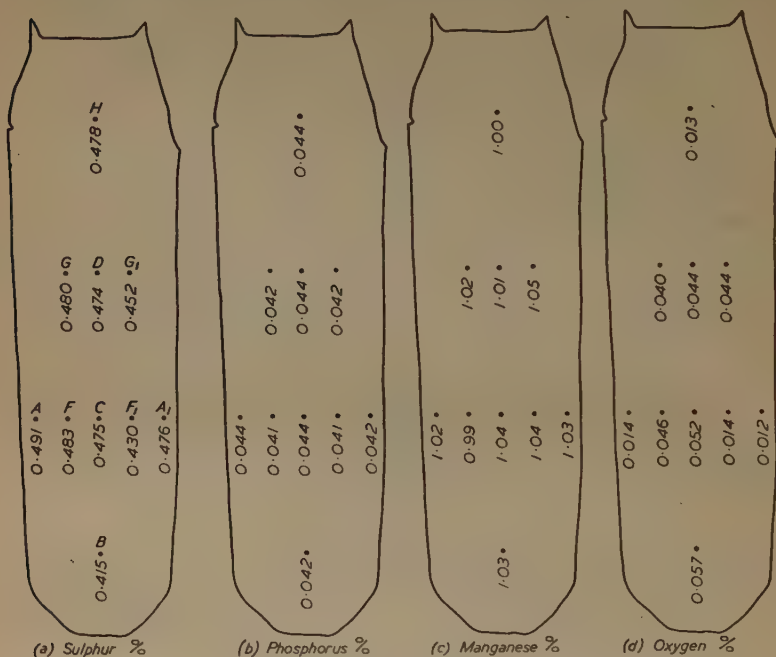 0·478 • H
0·480 • G
0·474 • D
0·452 • G₁
0·491 • A
0·483 • F
0·475 • C
0·430 • F₁
0·476 • A₁
0·415 • B
(a) Sulphur %
0·044 •
0·042 •
0·044 •
0·042 •
0·044 •
0·041 •
0·044 •
0·041 •
0·042 •
0·042 •
(b) Phosphorus %
1·00 •
1·02 •
1·01 •
1·05 •
1·02 •
0·99 •
1·04 •
1·04 •
1·03 •
1·03 •
(c) Manganese %
0·013 •
0·040 •
0·044 •
0·044 •
0·014 •
0·046 •
0·052 •
0·014 •
0·012 •
0·057 •
(d) Oxygen %